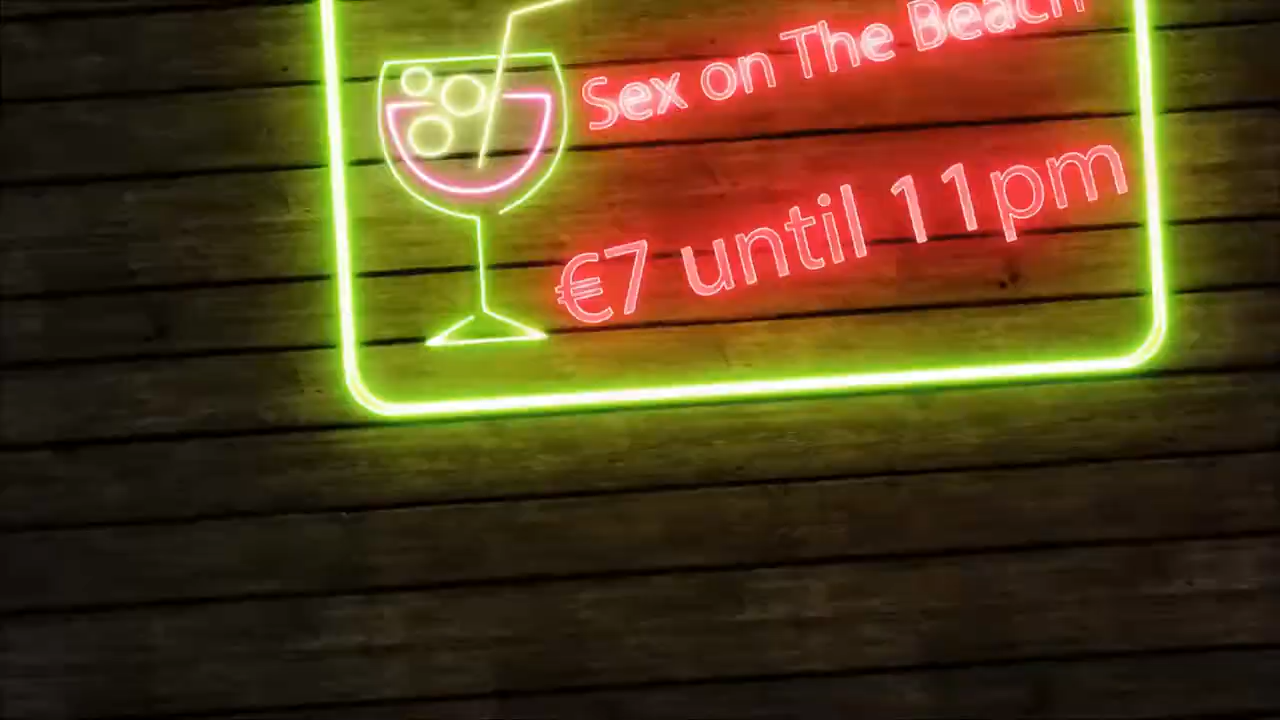 Sex on The Beach
€7 until 11pm